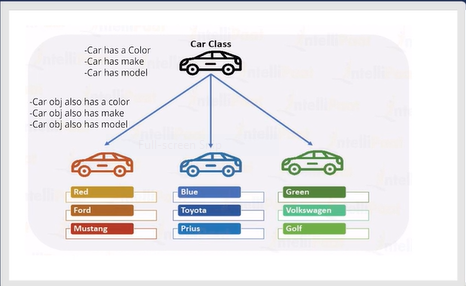 Car Class
-Car has a Color
-Car has make
-Car has model
-Car obj also has a color
-Car obj also has make
-Car obj also has model
Red
Blue
Green
Ford
Toyota
Volkswagen
Mustang
Prius
Golf